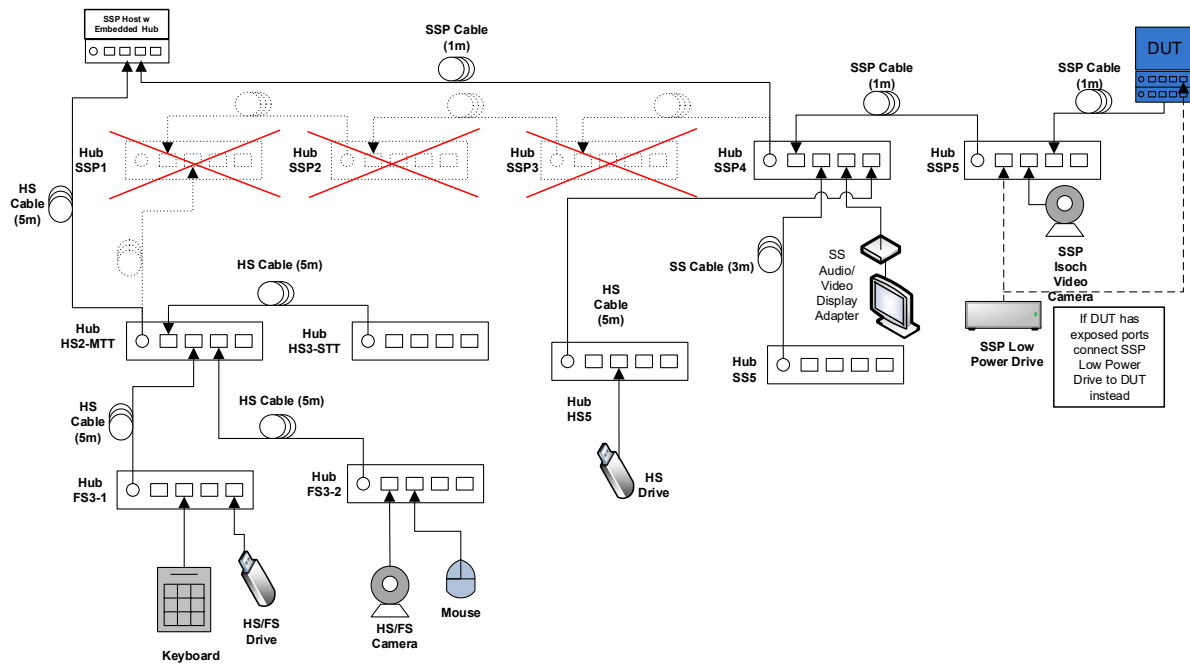 SSP Host w
Embedded Hub
SSP Cable
(1m)
SSP Cable
(1m)
SSP Cable
(1m)
DUT
Hub
SSP1
Hub
SSP2
Hub
SSP3
Hub
SSP4
Hub
SSP5
HS
Cable
(5m)
HS Cable (5m)
SS Cable (3m)
SS
Audio/
Video
Display
Adapter
SSP
Isoch
Video
Camera
HS
Cable
(5m)
Hub
HS2-MTT
Hub
HS3-STT
Hub
HS5
Hub
SS5
SSP Low
Power Drive
If DUT has
exposed ports
connect SSP
Low Power
Drive to DUT
instead
HS
Cable
(5m)
HS Cable (5m)
Hub
FS3-1
Hub
FS3-2
HS
Drive
Keyboard
HS/FS
Drive
HS/FS
Camera
Mouse